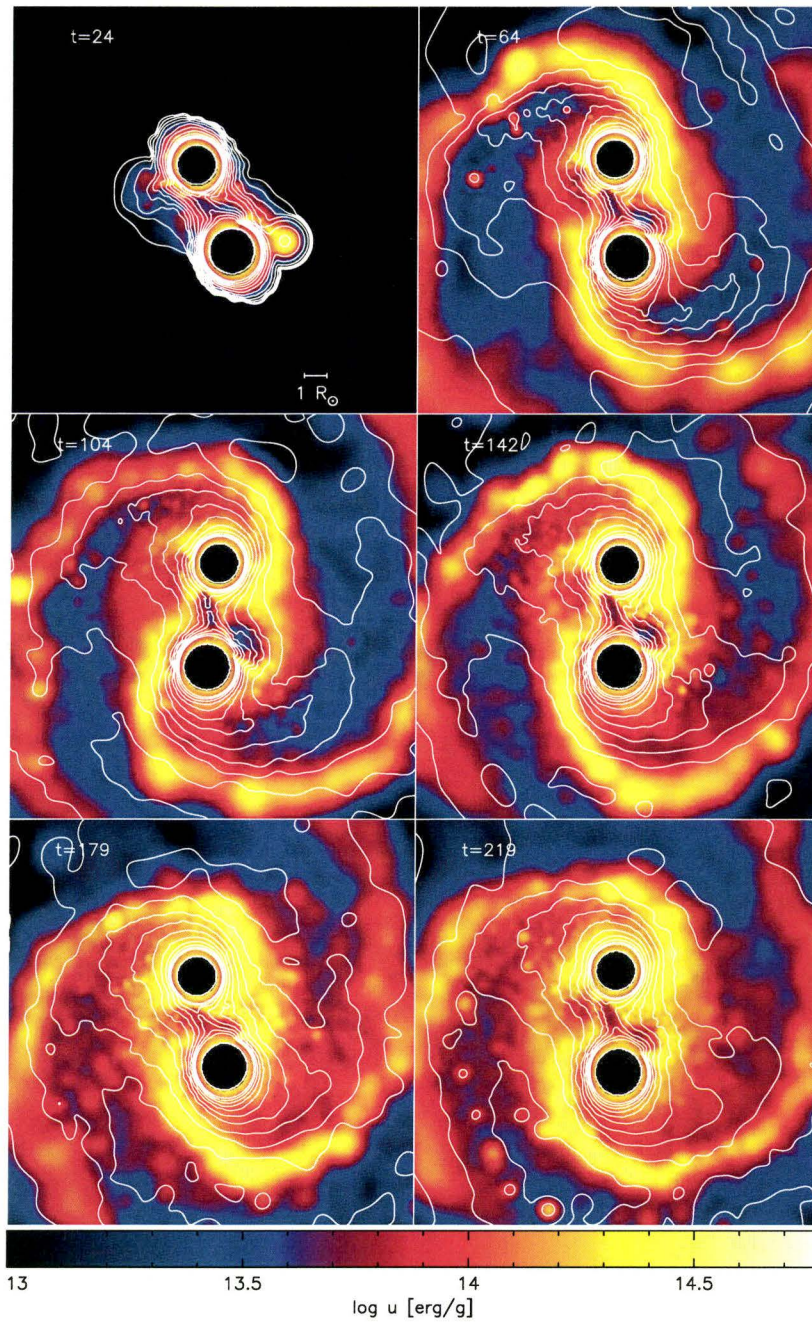 t=24
t=64
1 R⊙
t=104
t=142
t=179
t=219
13 13.5 14 14.5
log u [erg/g]